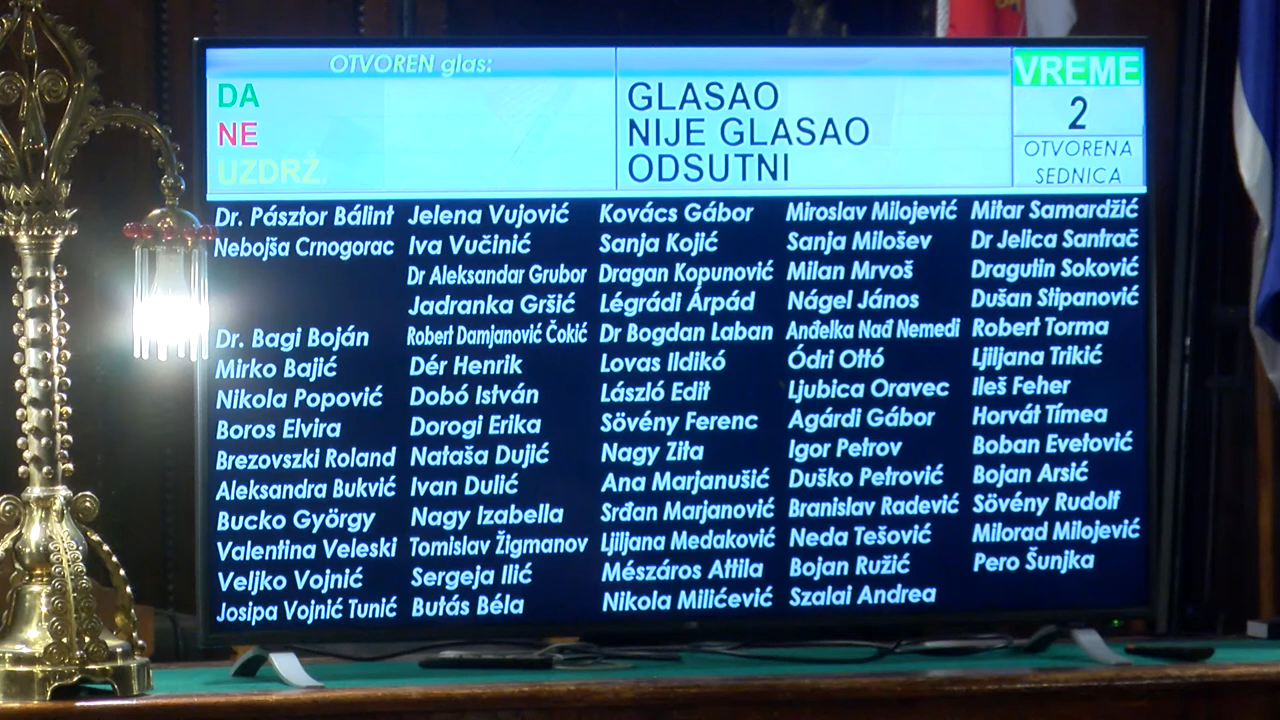 OTVOREN glas:
DA
NE
UZDRŽ.
GLASAO
NIJE GLASAO
ODSUTNI
VREME
2
OTVORENA
SEDNICA
Dr. Pásztor Bálint
Nebojša Crnogorac
Dr. Bagi Boján
Mirko Bajić
Nikola Popović
Boros Elvira
Brezovszki Roland
Aleksandra Bukvić
Bucko György
Valentina Veleski
Veljko Vojnić
Josipa Vojnić Tunić
Jelena Vujović
Iva Vučinić
Dr Aleksandar Grubor
Jadranka Gršić
Robert Damjanović Čokić
Dér Henrik
Dobó István
Dorogi Erika
Nataša Dujić
Ivan Dulić
Nagy Izabella
Tomislav Žigmanov
Sergeja Ilić
Butás Béla
Kovács Gábor
Sanja Kojić
Dragan Kopunović
Légrádi Árpád
Dr Bogdan Laban
Lovas Ildikó
László Edit
Sövény Ferenc
Nagy Zita
Ana Marjanušić
Srđan Marjanović
Ljiljana Medaković
Mészáros Attila
Nikola Milićević
Miroslav Milojević
Sanja Milošev
Milan Mrvoš
Nágel János
Anđelka Nađ Nemedi
Ódri Ottó
Ljubica Oravec
Agárdi Gábor
Igor Petrov
Duško Petrović
Branislav Radević
Neda Tešović
Bojan Ružić
Szalai Andrea
Mitar Samardžić
Dr Jelica Santrač
Dragutin Soković
Dušan Stipanović
Robert Torma
Ljiljana Trikić
Ileš Feher
Horvát Tímea
Boban Evetović
Bojan Arsić
Sövény Rudolf
Milorad Milojević
Pero Šunjka